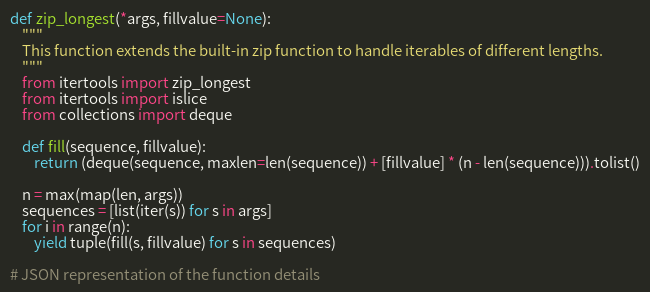 def zip_longest(*args, fillvalue=None):
"""
This function extends the built-in zip function to handle iterables of different lengths.
"""
from itertools import zip_longest
from itertools import islice
from collections import deque
def fill(sequence, fillvalue):
return (deque(sequence, maxlen=len(sequence)) + [fillvalue] * (n - len(sequence))).tolist()
n = max(map(len, args))
sequences = [list(iter(s)) for s in args]
for i in range(n):
yield tuple(fill(s, fillvalue) for s in sequences)
# JSON representation of the function details